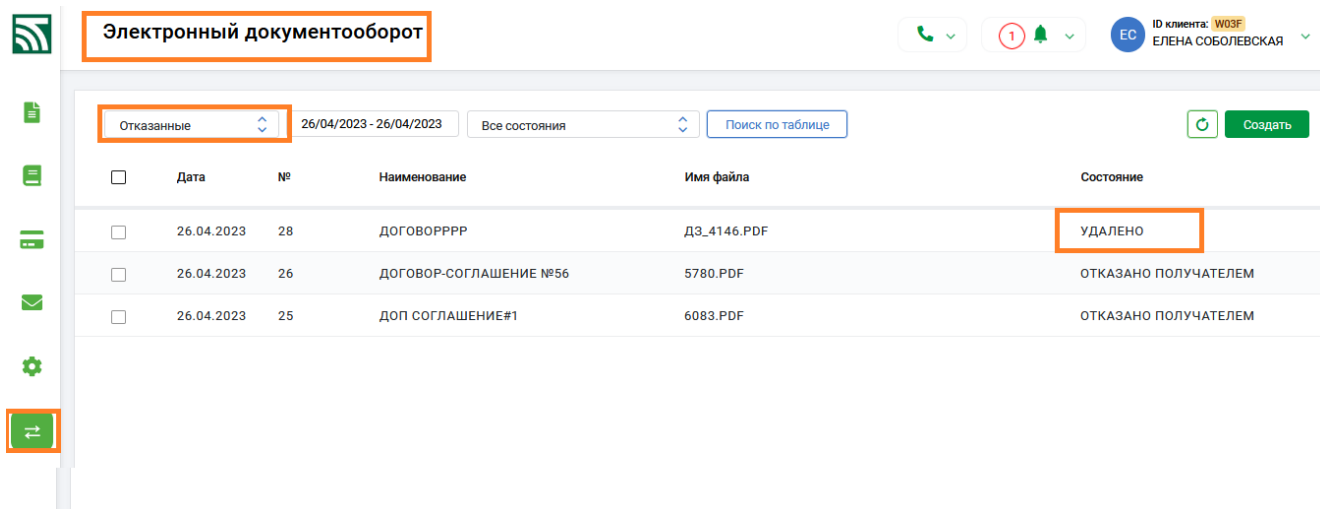 Электронный документооборот
1
ЕС
ID клиента: W03F
ЕЛЕНА СОБОЛЕВСКАЯ
Отказанные 26/04/2023 - 26/04/2023 Все состояния Поиск по таблице Создать
Дата № Наименование Имя файла Состояние
26.04.2023 28 ДОГОВОРРРР ДЗ_4146.PDF УДАЛЕНО
26.04.2023 26 ДОГОВОР-СОГЛАШЕНИЕ №56 5780.PDF ОТКАЗАНО ПОЛУЧАТЕЛЕМ
26.04.2023 25 ДОП СОГЛАШЕНИЕ#1 6083.PDF ОТКАЗАНО ПОЛУЧАТЕЛЕМ